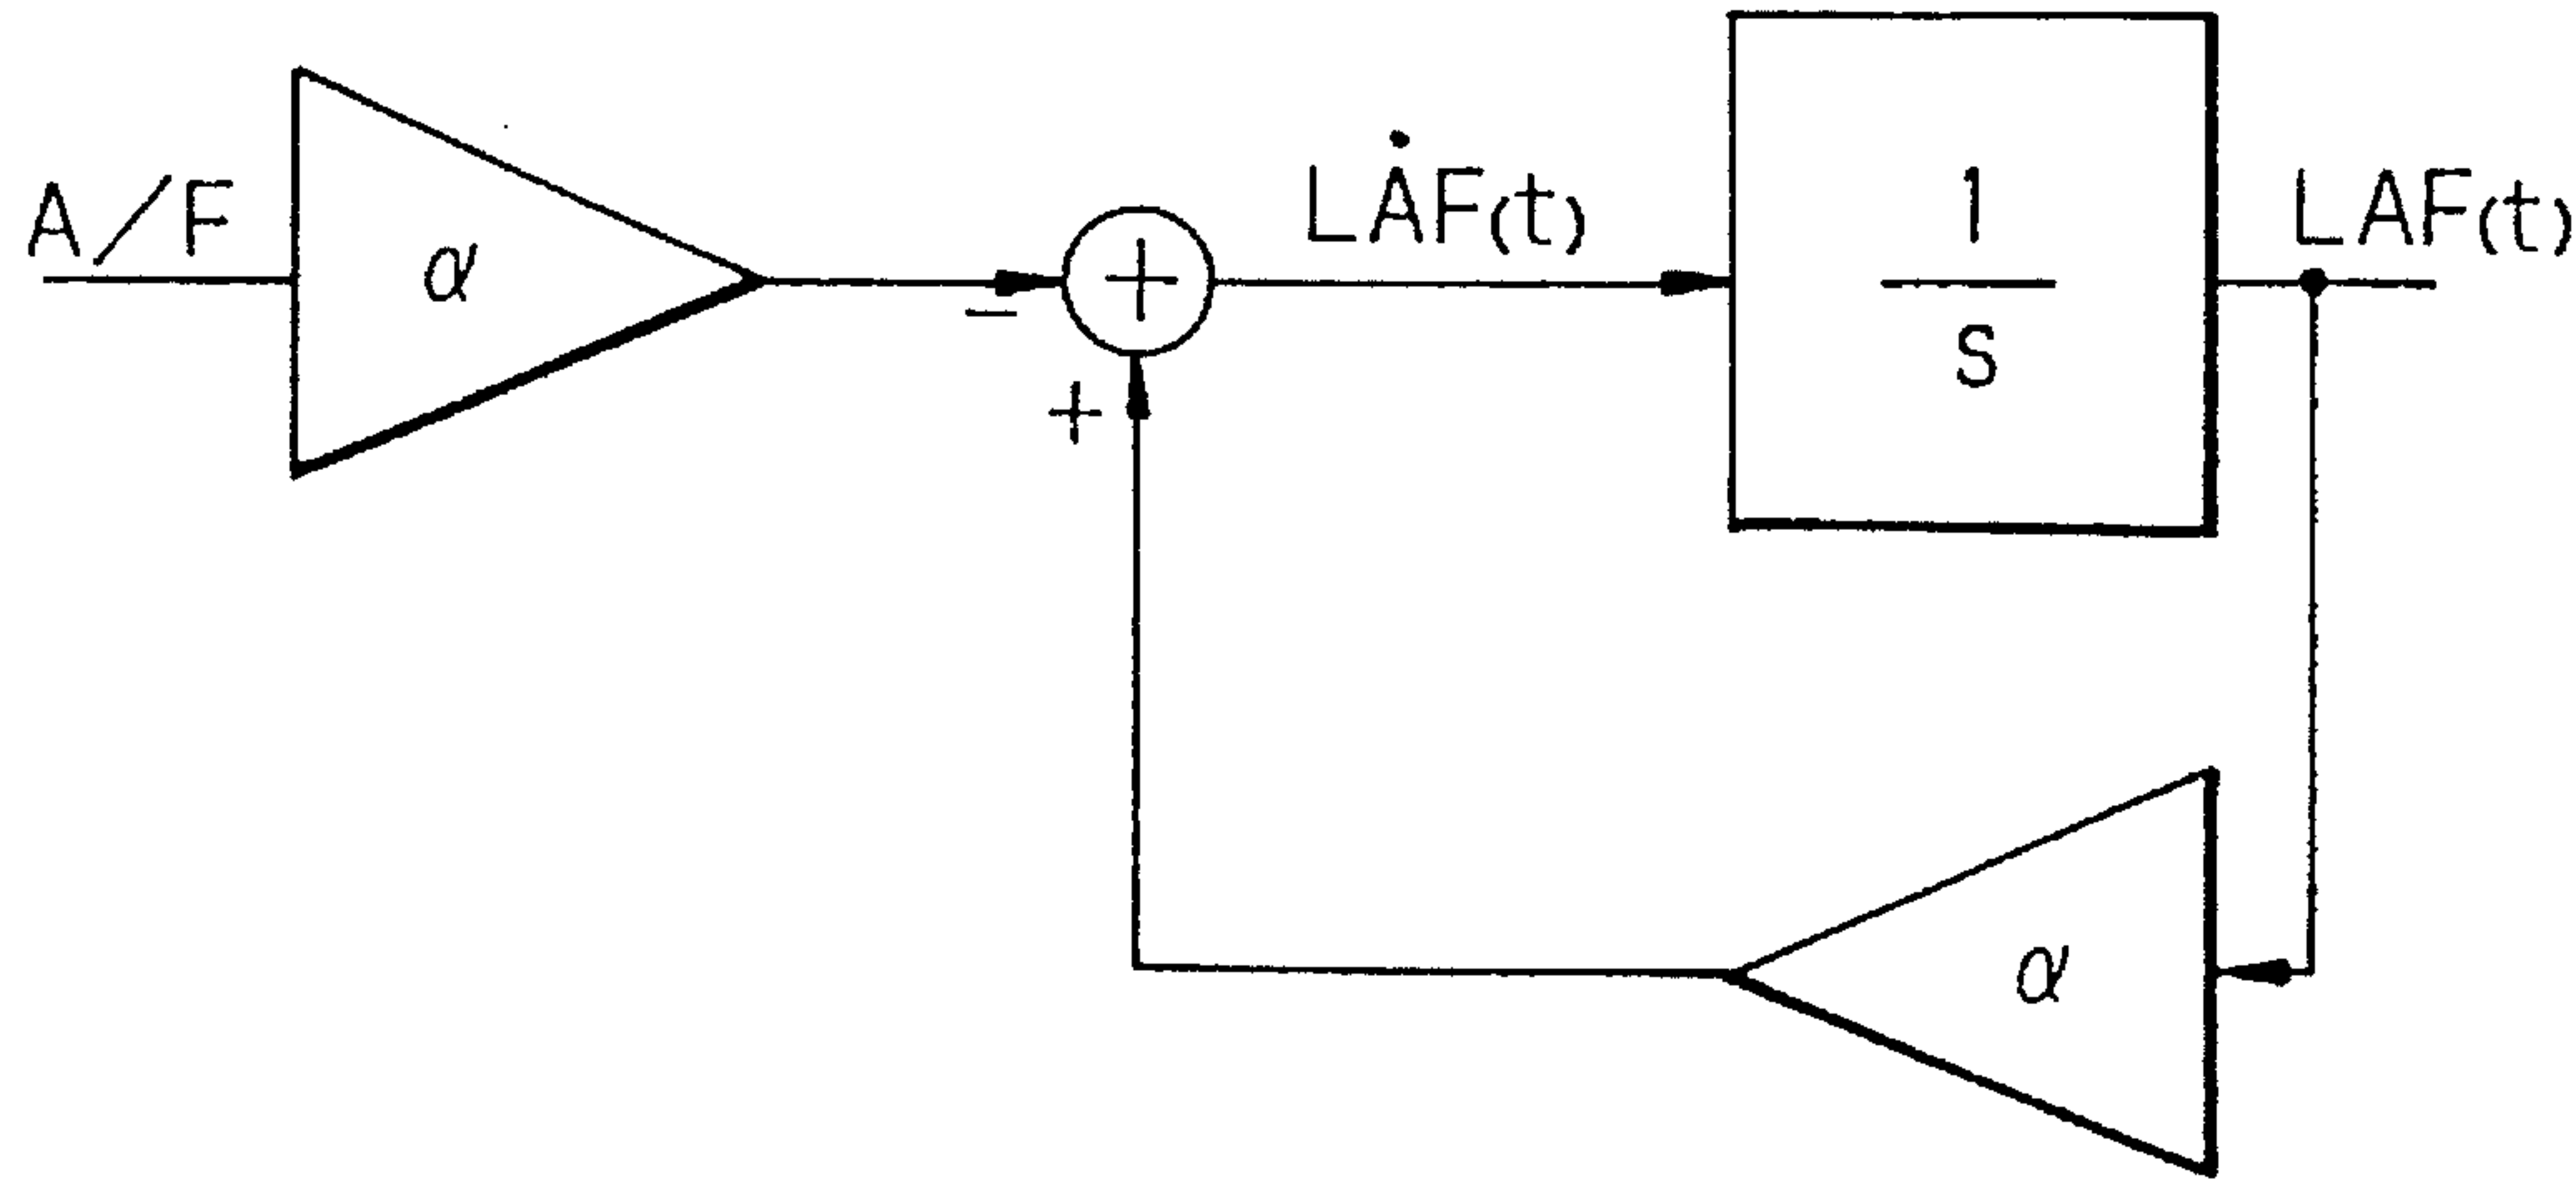 A/F
α
−
+
+
LȦF(t)
1
S
LAF(t)
α